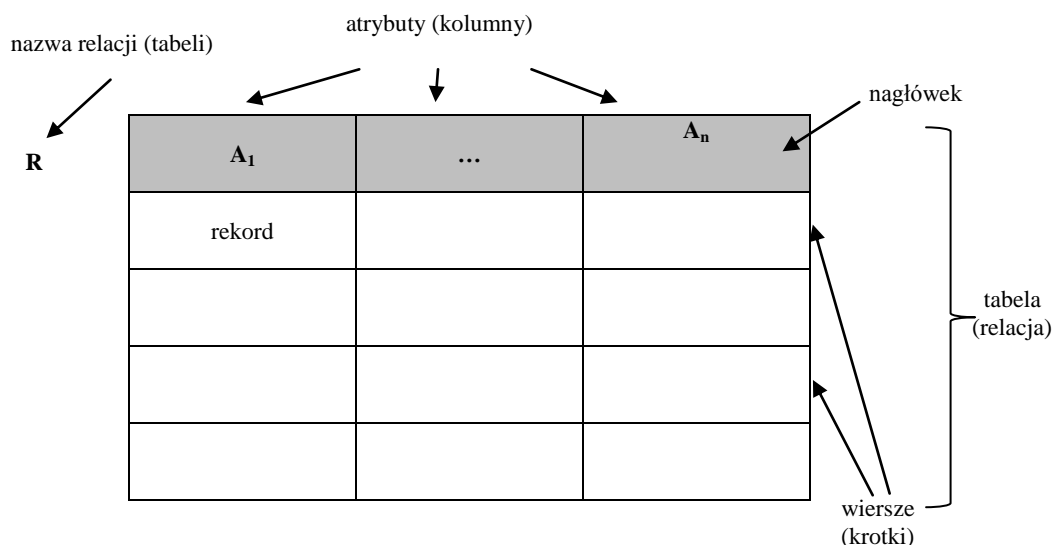 atrybuty (kolumny)
nazwa relacji (tabeli)
nagłówek
R
A₁
...
Aₙ
rekord
tabela
(relacja)
wiersze
(krotki)